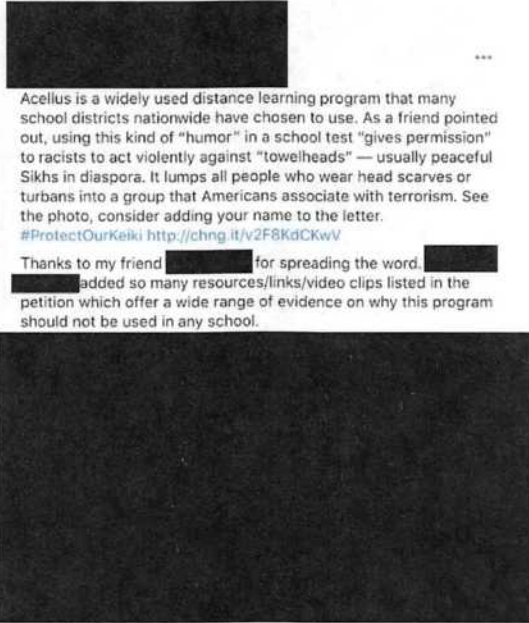 Acellus is a widely used distance learning program that many
school districts nationwide have chosen to use. As a friend pointed
out, using this kind of "humor" in a school test "gives permission"
to racists to act violently against "towelheads" — usually peaceful
Sikhs in diaspora. It lumps all people who wear head scarves or
turbans into a group that Americans associate with terrorism. See
the photo, consider adding your name to the letter.
#ProtectOurKeiki http://chng.it/v2F8KdCKwV
Thanks to my friend for spreading the word.
added so many resources/links/video clips listed in the
petition which offer a wide range of evidence on why this program
should not be used in any school.